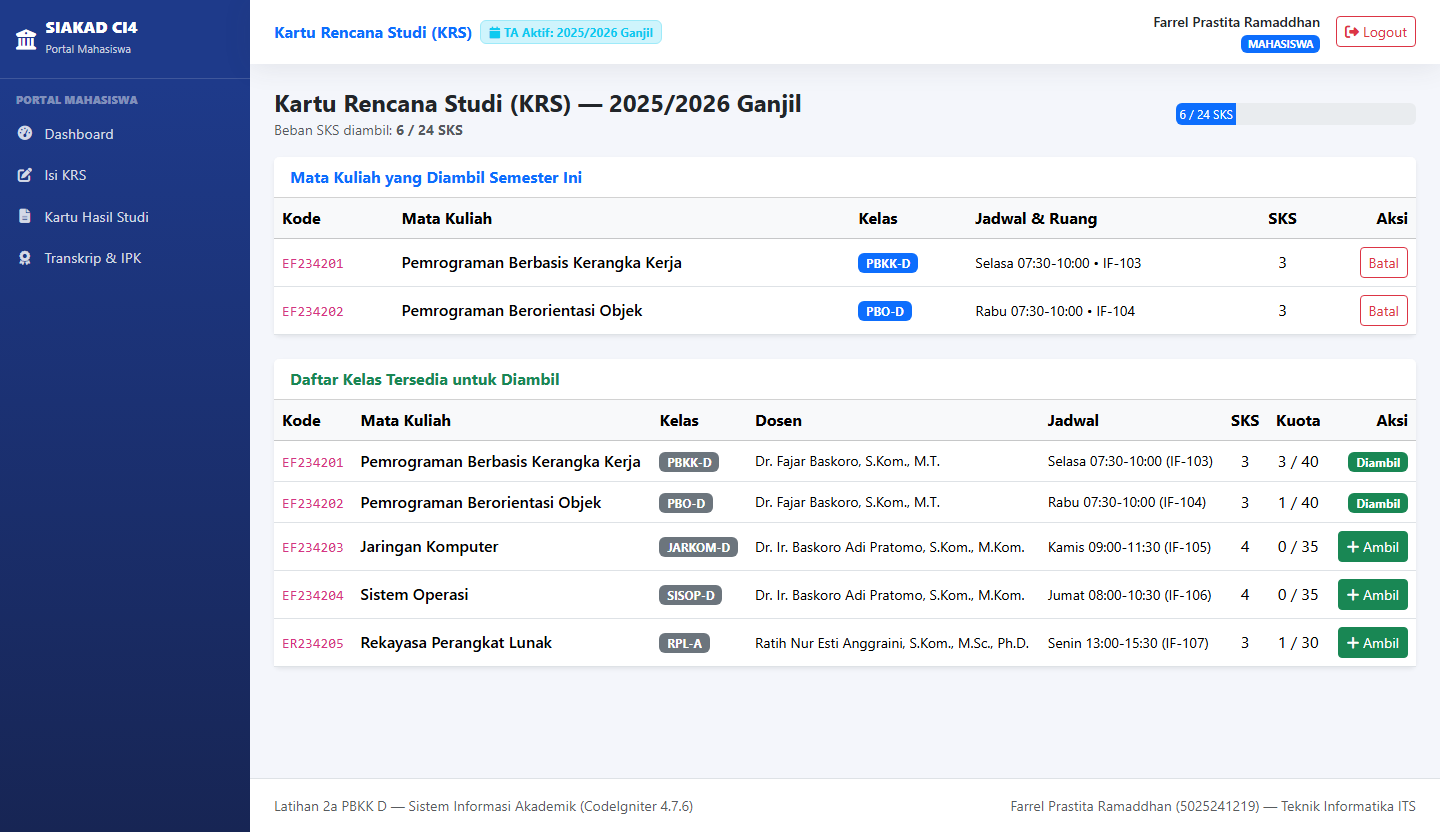 SIAKAD CI4
Portal Mahasiswa
PORTAL MAHASISWA
Dashboard
Isi KRS
Kartu Hasil Studi
Transkrip & IPK
Kartu Rencana Studi (KRS) TA Aktif: 2025/2026 Ganjil
Farrel Prastita Ramaddhan
MAHASISWA
Logout
Kartu Rencana Studi (KRS) — 2025/2026 Ganjil
Beban SKS diambil: 6 / 24 SKS
6 / 24 SKS
Mata Kuliah yang Diambil Semester Ini
Kode Mata Kuliah Kelas Jadwal & Ruang SKS Aksi
EF234201 Pemrograman Berbasis Kerangka Kerja PBKK-D Selasa 07:30-10:00 • IF-103 3 Batal
EF234202 Pemrograman Berorientasi Objek PBO-D Rabu 07:30-10:00 • IF-104 3 Batal
Daftar Kelas Tersedia untuk Diambil
Kode Mata Kuliah Kelas Dosen Jadwal SKS Kuota Aksi
EF234201 Pemrograman Berbasis Kerangka Kerja PBKK-D Dr. Fajar Baskoro, S.Kom., M.T. Selasa 07:30-10:00 (IF-103) 3 3 / 40 Diambil
EF234202 Pemrograman Berorientasi Objek PBO-D Dr. Fajar Baskoro, S.Kom., M.T. Rabu 07:30-10:00 (IF-104) 3 1 / 40 Diambil
EF234203 Jaringan Komputer JARKOM-D Dr. Ir. Baskoro Adi Pratomo, S.Kom., M.Kom. Kamis 09:00-11:30 (IF-105) 4 0 / 35 + Ambil
EF234204 Sistem Operasi SISOP-D Dr. Ir. Baskoro Adi Pratomo, S.Kom., M.Kom. Jumat 08:00-10:30 (IF-106) 4 0 / 35 + Ambil
ER234205 Rekayasa Perangkat Lunak RPL-A Ratih Nur Esti Anggraini, S.Kom., M.Sc., Ph.D. Senin 13:00-15:30 (IF-107) 3 1 / 30 + Ambil
Latihan 2a PBKK D — Sistem Informasi Akademik (CodeIgniter 4.7.6)
Farrel Prastita Ramaddhan (5025241219) — Teknik Informatika ITS